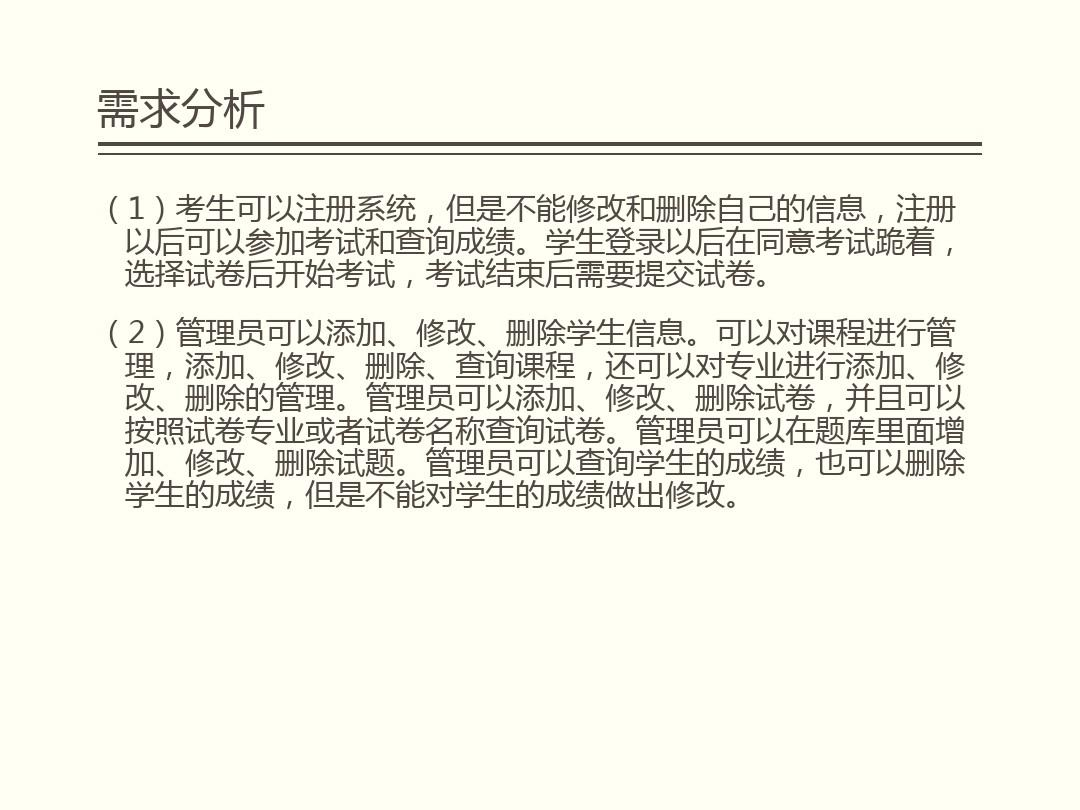 需求分析
（1）考生可以注册系统，但是不能修改和删除自己的信息，注册
以后可以参加考试和查询成绩。学生登录以后在同意考试跪着，
选择试卷后开始考试，考试结束后需要提交试卷。
（2）管理员可以添加、修改、删除学生信息。可以对课程进行管
理，添加、修改、删除、查询课程，还可以对专业进行添加、修
改、删除的管理。管理员可以添加、修改、删除试卷，并且可以
按照试卷专业或者试卷名称查询试卷。管理员可以在题库里面增
加、修改、删除试题。管理员可以查询学生的成绩，也可以删除
学生的成绩，但是不能对学生的成绩做出修改。